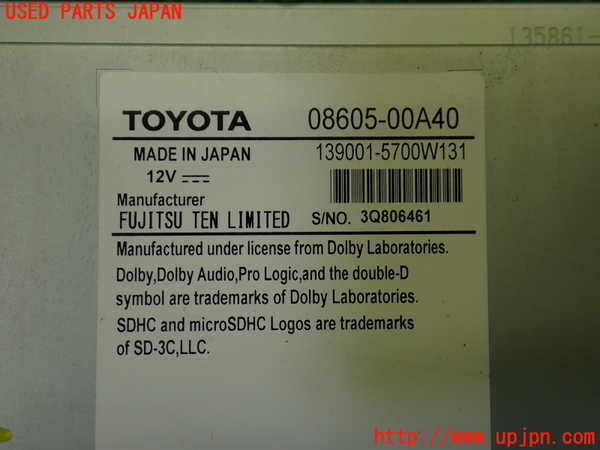 USED PARTS JAPAN
13586I-
TOYOTA 08605-00A40
MADE IN JAPAN 139001-5700W131
12V
Manufacturer
FUJITSU TEN LIMITED S/NO. 3Q806461
Manufactured under license from Dolby Laboratories.
Dolby,Dolby Audio,Pro Logic,and the double-D
symbol are trademarks of Dolby Laboratories.
SDHC and microSDHC Logos are trademarks
of SD-3C,LLC.
http://www.upjpn.com/